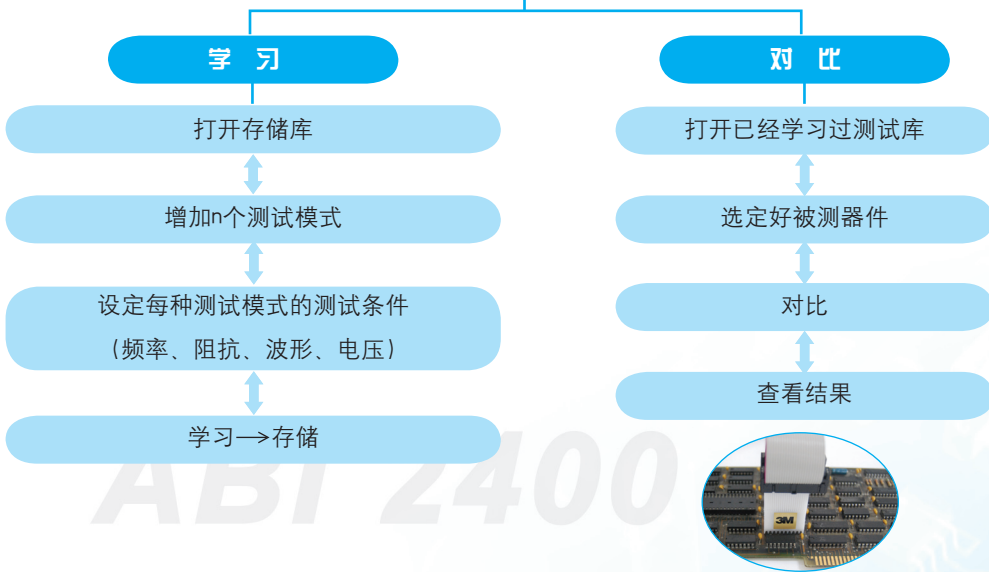 学 习
打开存储库
增加n个测试模式
设定每种测试模式的测试条件
(频率、阻抗、波形、电压)
学习→存储
对 比
打开已经学习过测试库
选定好被测器件
对比
查看结果
ABI 2400
3M